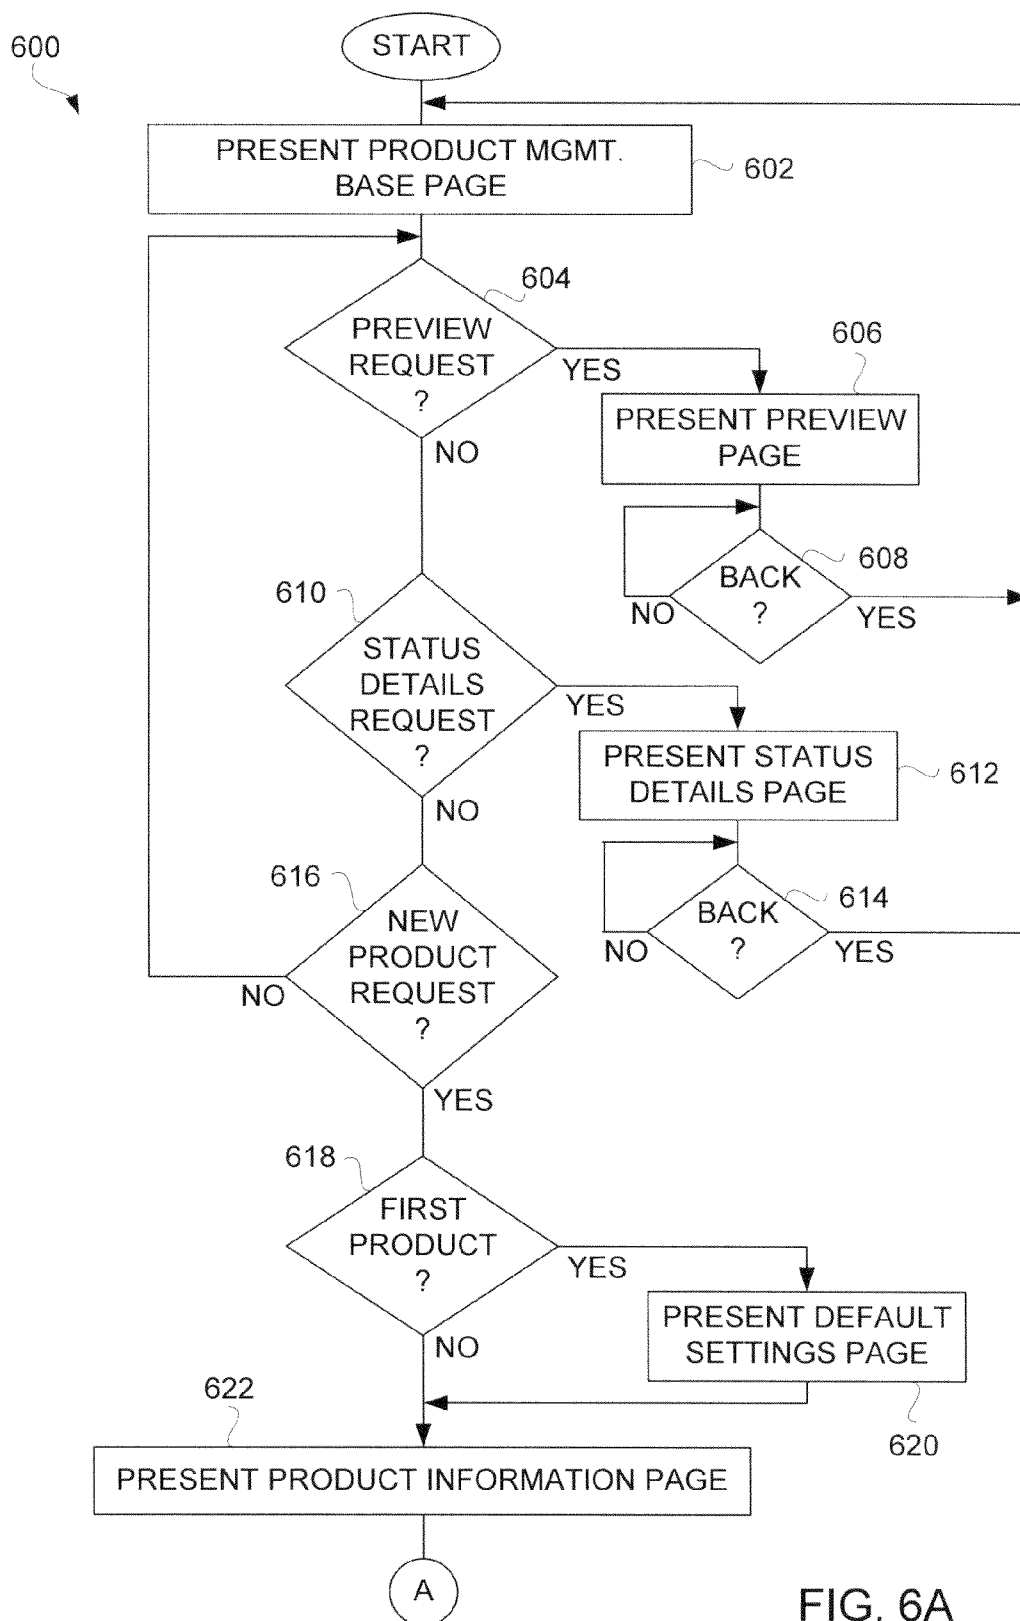 600
START
PRESENT PRODUCT MGMT.
BASE PAGE
602
604
PREVIEW
REQUEST
?
YES
NO
606
PRESENT PREVIEW
PAGE
608
BACK
?
NO
YES
610
STATUS
DETAILS
REQUEST
?
YES
NO
PRESENT STATUS
DETAILS PAGE
612
614
BACK
?
NO
YES
616
NEW
PRODUCT
REQUEST
?
NO
YES
618
FIRST
PRODUCT
?
YES
NO
PRESENT DEFAULT
SETTINGS PAGE
620
622
PRESENT PRODUCT INFORMATION PAGE
A
FIG. 6A